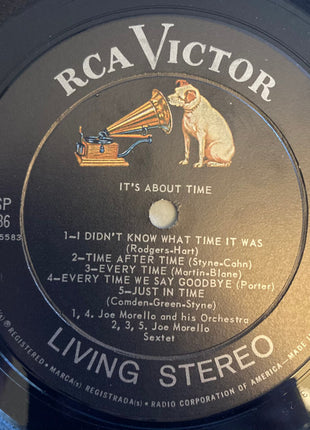 RCA VICTOR
IT'S ABOUT TIME
SP
36
5583
1—I DIDN'T KNOW WHAT TIME IT WAS
(Rodgers-Hart)
2—TIME AFTER TIME (Styne-Cahn)
3—EVERY TIME (Martin-Blane)
4—EVERY TIME WE SAY GOODBYE (Porter)
5—JUST IN TIME
(Comden-Green-Styne)
1, 4. Joe Morello and his Orchestra
2, 3, 5. Joe Morello
Sextet
LIVING STEREO
REGISTERED • MARCA(s) REGISTRADA(s) • RADIO CORPORATION OF AMERICA — MADE